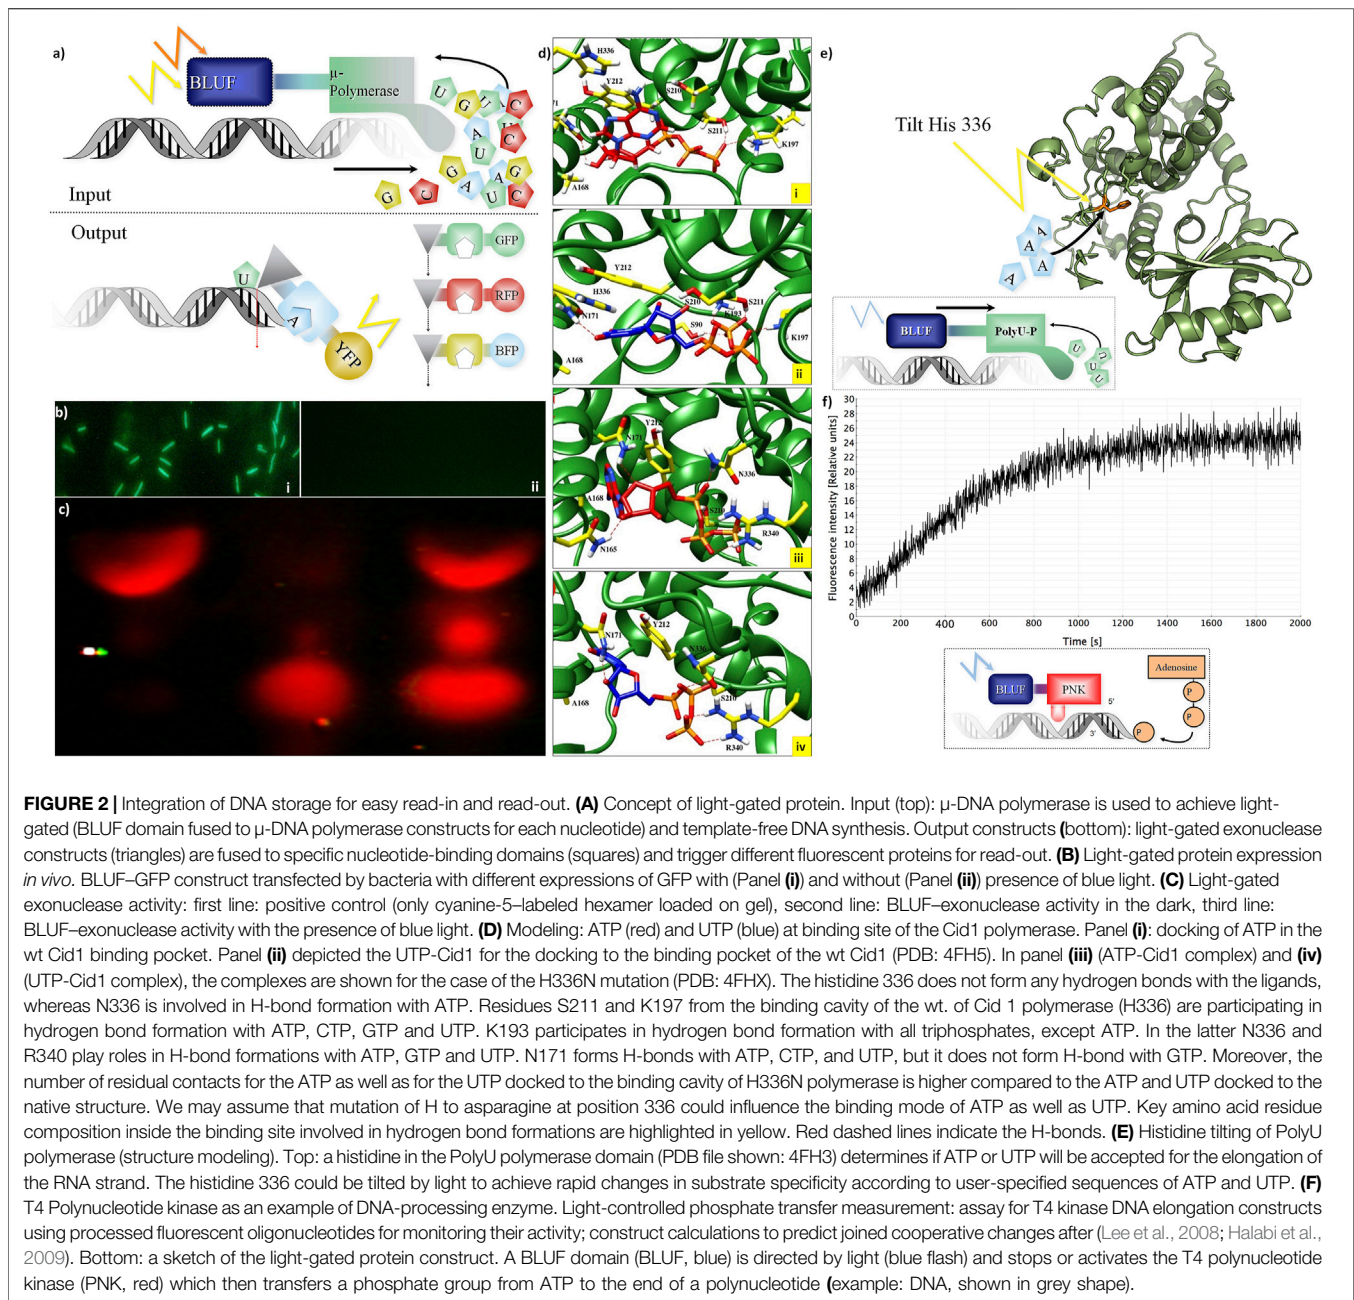 a)
BLUF
μ-
Polymerase
U
G
U
A
C
A
U
C
U
G
A
U
A
G
C
G
C
Input
Output
U
A
YFP
GFP
RFP
BFP
b)
i
ii
c)
d)
H336
Y212
S210
S211
K197
A168
i
Y212
H336
N171
S210
S211
K193
S90
K197
A168
ii
Y212
N171
N336
A168
S210
R340
N165
iii
N171
Y212
N336
A168
S210
R340
iv
e)
Tilt His 336
A
A
A
A
BLUF
PolyU-P
U
U
U
U
f)
Fluorescence intensity [Relative units]
30
28
26
24
22
20
18
16
14
12
10
8
6
4
2
0
0 200 400 600 800 1000 1200 1400 1600 1800 2000
Time [s]
Adenosine
BLUF
PNK
5'
3'
P
P
P
FIGURE 2 | Integration of DNA storage for easy read-in and read-out. (A) Concept of light-gated protein. Input (top): μ-DNA polymerase is used to achieve light-
gated (BLUF domain fused to μ-DNA polymerase constructs for each nucleotide) and template-free DNA synthesis. Output constructs (bottom): light-gated exonuclease
constructs (triangles) are fused to specific nucleotide-binding domains (squares) and trigger different fluorescent proteins for read-out. (B) Light-gated protein expression
in vivo. BLUF–GFP construct transfected by bacteria with different expressions of GFP with (Panel (i)) and without (Panel (ii)) presence of blue light. (C) Light-gated
exonuclease activity: first line: positive control (only cyanine-5–labeled hexamer loaded on gel), second line: BLUF–exonuclease activity in the dark, third line:
BLUF–exonuclease activity with the presence of blue light. (D) Modeling: ATP (red) and UTP (blue) at binding site of the Cid1 polymerase. Panel (i): docking of ATP in the
wt Cid1 binding pocket. Panel (ii) depicted the UTP-Cid1 for the docking to the binding pocket of the wt Cid1 (PDB: 4FH5). In panel (iii) (ATP-Cid1 complex) and (iv)
(UTP-Cid1 complex), the complexes are shown for the case of the H336N mutation (PDB: 4FHX). The histidine 336 does not form any hydrogen bonds with the ligands,
whereas N336 is involved in H-bond formation with ATP. Residues S211 and K197 from the binding cavity of the wt. of Cid 1 polymerase (H336) are participating in
hydrogen bond formation with ATP, CTP, GTP and UTP. K193 participates in hydrogen bond formation with all triphosphates, except ATP. In the latter N336 and
R340 play roles in H-bond formations with ATP, GTP and UTP. N171 forms H-bonds with ATP, CTP, and UTP, but it does not form H-bond with GTP. Moreover, the
number of residual contacts for the ATP as well as for the UTP docked to the binding cavity of H336N polymerase is higher compared to the ATP and UTP docked to the
native structure. We may assume that mutation of H to asparagine at position 336 could influence the binding mode of ATP as well as UTP. Key amino acid residue
composition inside the binding site involved in hydrogen bond formations are highlighted in yellow. Red dashed lines indicate the H-bonds. (E) Histidine tilting of PolyU
polymerase (structure modeling). Top: a histidine in the PolyU polymerase domain (PDB file shown: 4FH3) determines if ATP or UTP will be accepted for the elongation of
the RNA strand. The histidine 336 could be tilted by light to achieve rapid changes in substrate specificity according to user-specified sequences of ATP and UTP. (F)
T4 Polynucleotide kinase as an example of DNA-processing enzyme. Light-controlled phosphate transfer measurement: assay for T4 kinase DNA elongation constructs
using processed fluorescent oligonucleotides for monitoring their activity; construct calculations to predict joined cooperative changes after (Lee et al., 2008; Halabi et al.,
2009). Bottom: a sketch of the light-gated protein construct. A BLUF domain (BLUF, blue) is directed by light (blue flash) and stops or activates the T4 polynucleotide
kinase (PNK, red) which then transfers a phosphate group from ATP to the end of a polynucleotide (example: DNA, shown in grey shape).